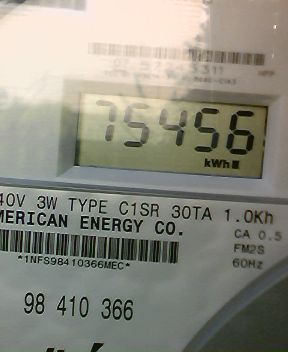 75456
kWh
40V 3W TYPE C1SR 30TA 1.0Kh
MERICAN ENERGY CO.
CA 0.5
FM2S
*1NFS98410366MEC*
60Hz
98 410 366